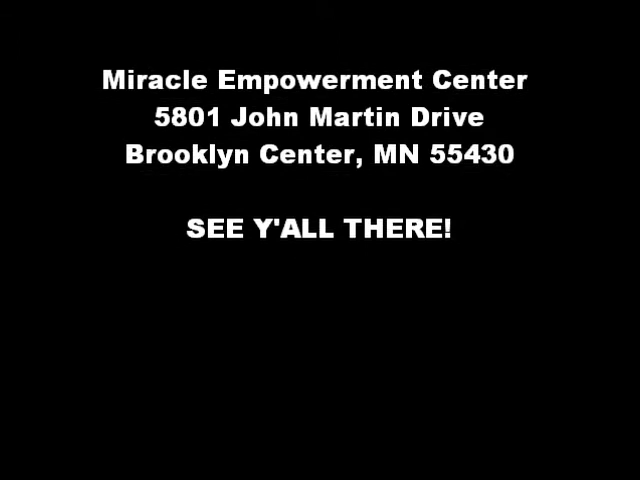 Miracle Empowerment Center
5801 John Martin Drive
Brooklyn Center, MN 55430
SEE Y'ALL THERE!